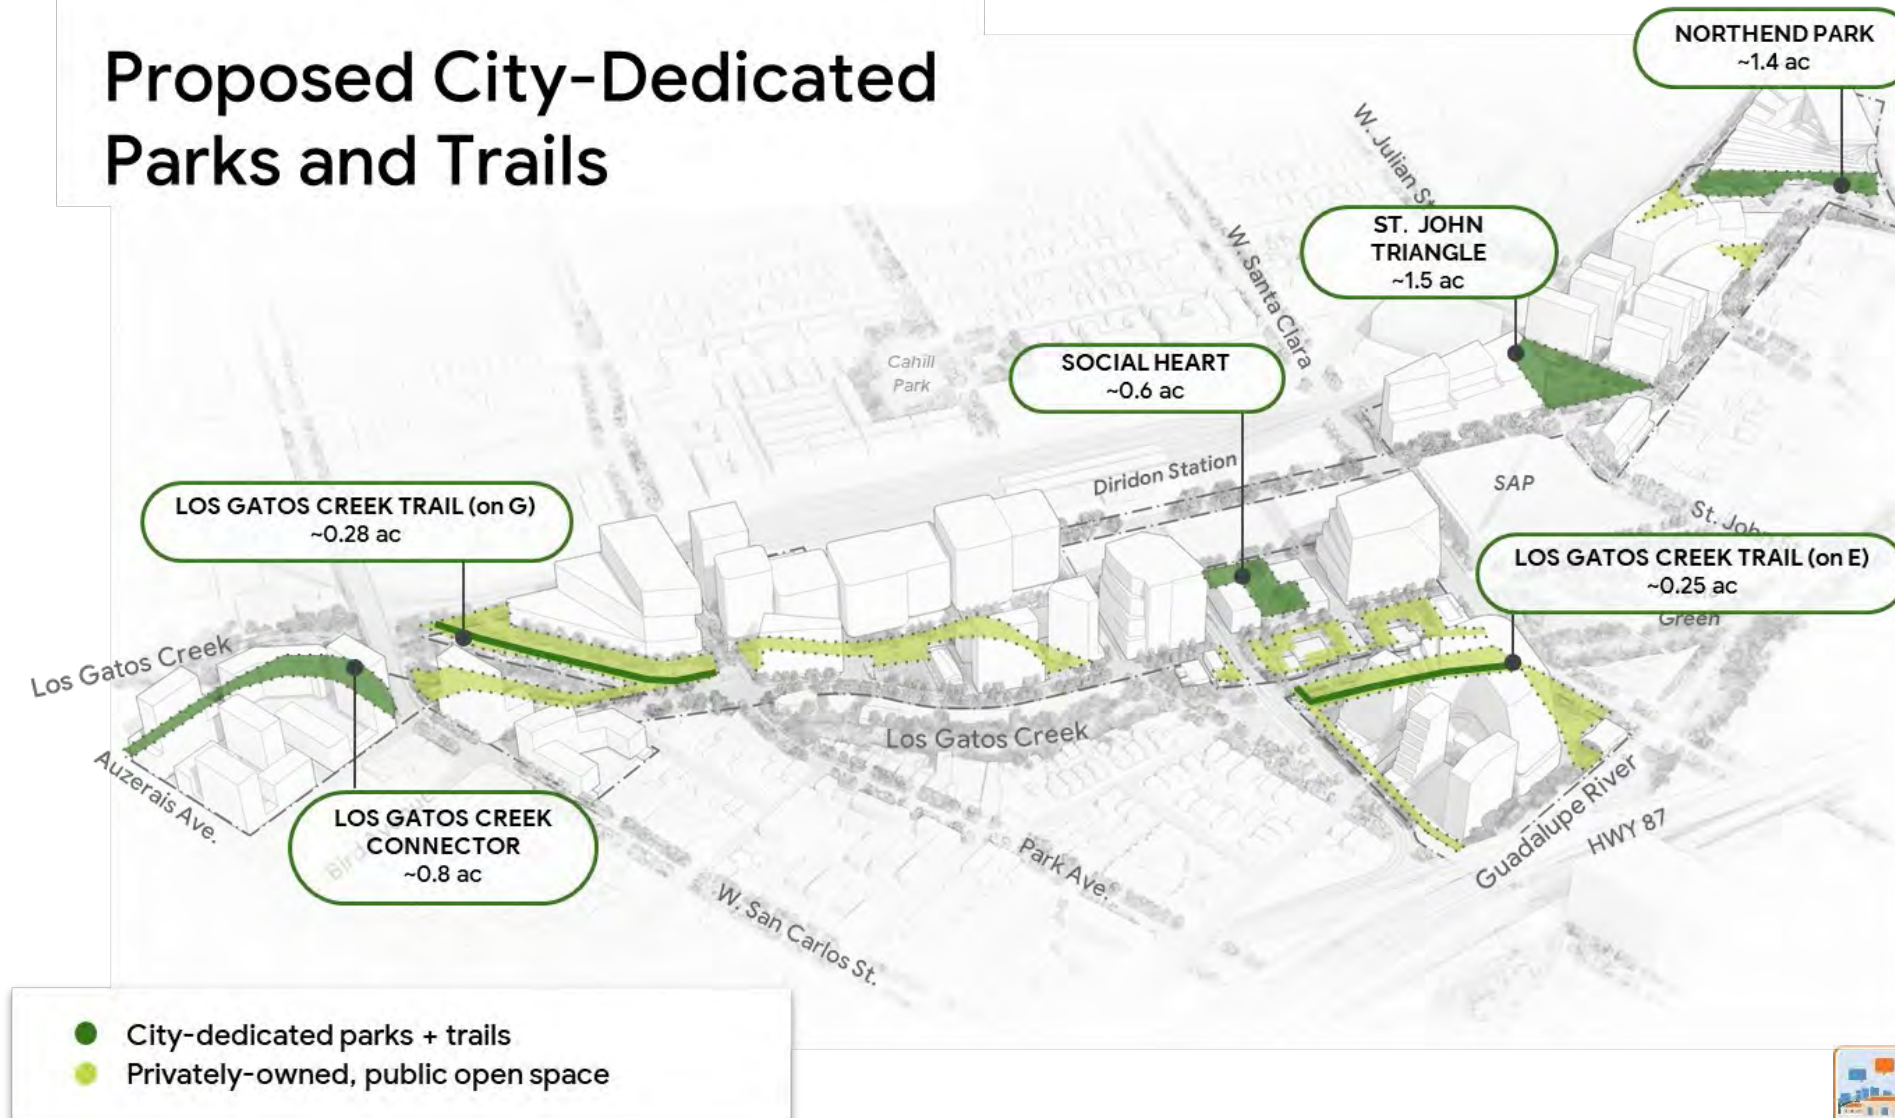 Proposed City-Dedicated
Parks and Trails
NORTHEND PARK
~1.4 ac
W. Julian St.
ST. JOHN
TRIANGLE
~1.5 ac
W. Santa Clara
Cahill
Park
SOCIAL HEART
~0.6 ac
Diridon Station
SAP
St. John
LOS GATOS CREEK TRAIL (on G)
~0.28 ac
LOS GATOS CREEK TRAIL (on E)
~0.25 ac
Green
Los Gatos Creek
Los Gatos Creek
Auzerais Ave.
LOS GATOS CREEK
CONNECTOR
~0.8 ac
Bird
Park Ave.
W. San Carlos St.
Guadalupe River
HWY 87
City-dedicated parks + trails
Privately-owned, public open space